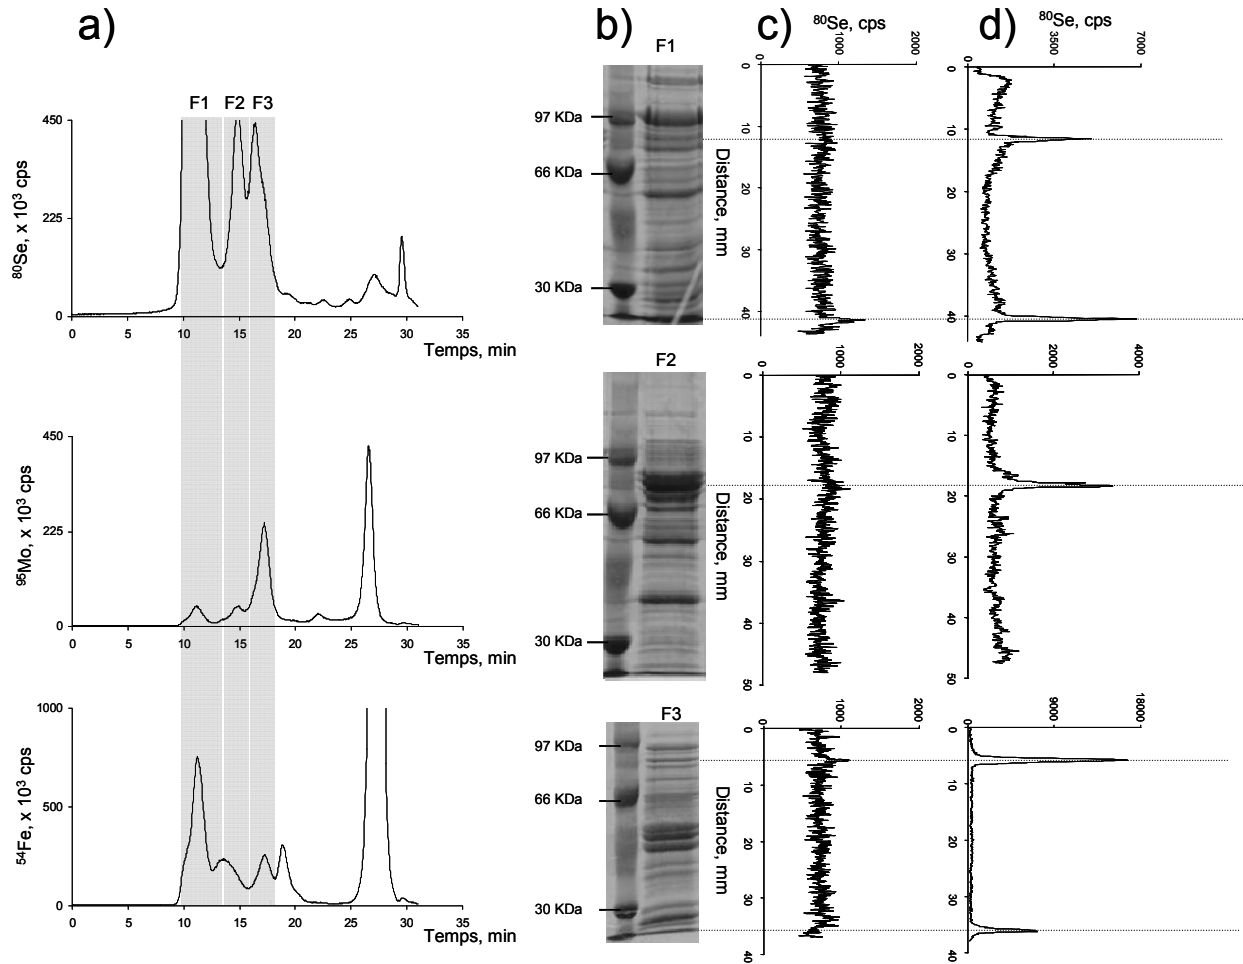 a)
F1 F2 F3
⁸⁰Se, x 10³ cps
450
225
0
0 5 10 15 20 25 30 35
Temps, min
⁹⁵Mo, x 10³ cps
450
225
0
0 5 10 15 20 25 30 35
Temps, min
⁵⁴Fe, x 10³ cps
1000
500
0
0 5 10 15 20 25 30 35
Temps, min
b)
F1
97 KDa
66 KDa
30 KDa
F2
97 KDa
66 KDa
30 KDa
F3
97 KDa
66 KDa
30 KDa
c)
⁸⁰Se, cps
0 1000 2000
Distance, mm
0 10 20 30 40
0 1000 2000
Distance, mm
0 10 20 30 40 50
0 1000 2000
Distance, mm
0 10 20 30 40
d)
⁸⁰Se, cps
0 3500 7000
0 10 20 30 40
0 2000 4000
0 10 20 30 40 50
0 9000 18000
0 10 20 30 40